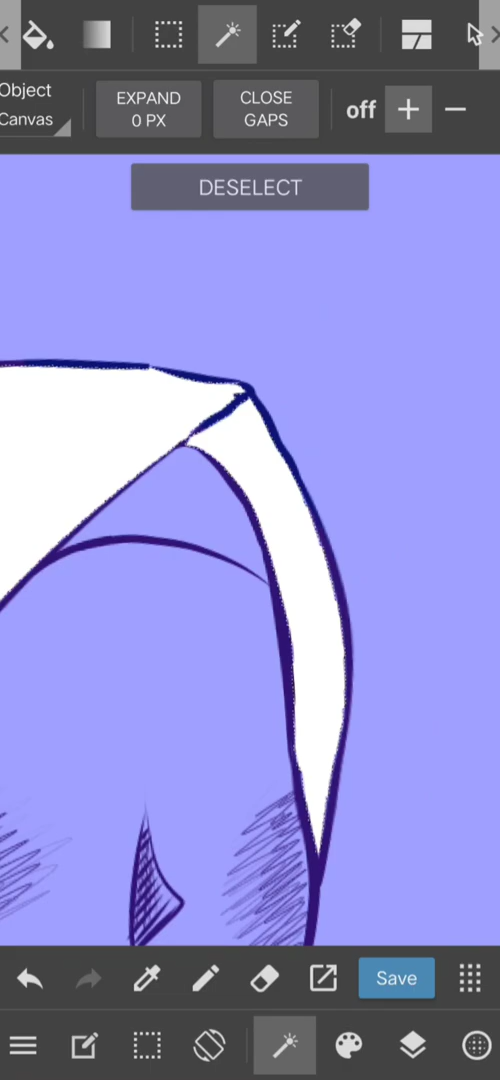 Object
Canvas
EXPAND
0 PX
CLOSE
GAPS
off
DESELECT
Save